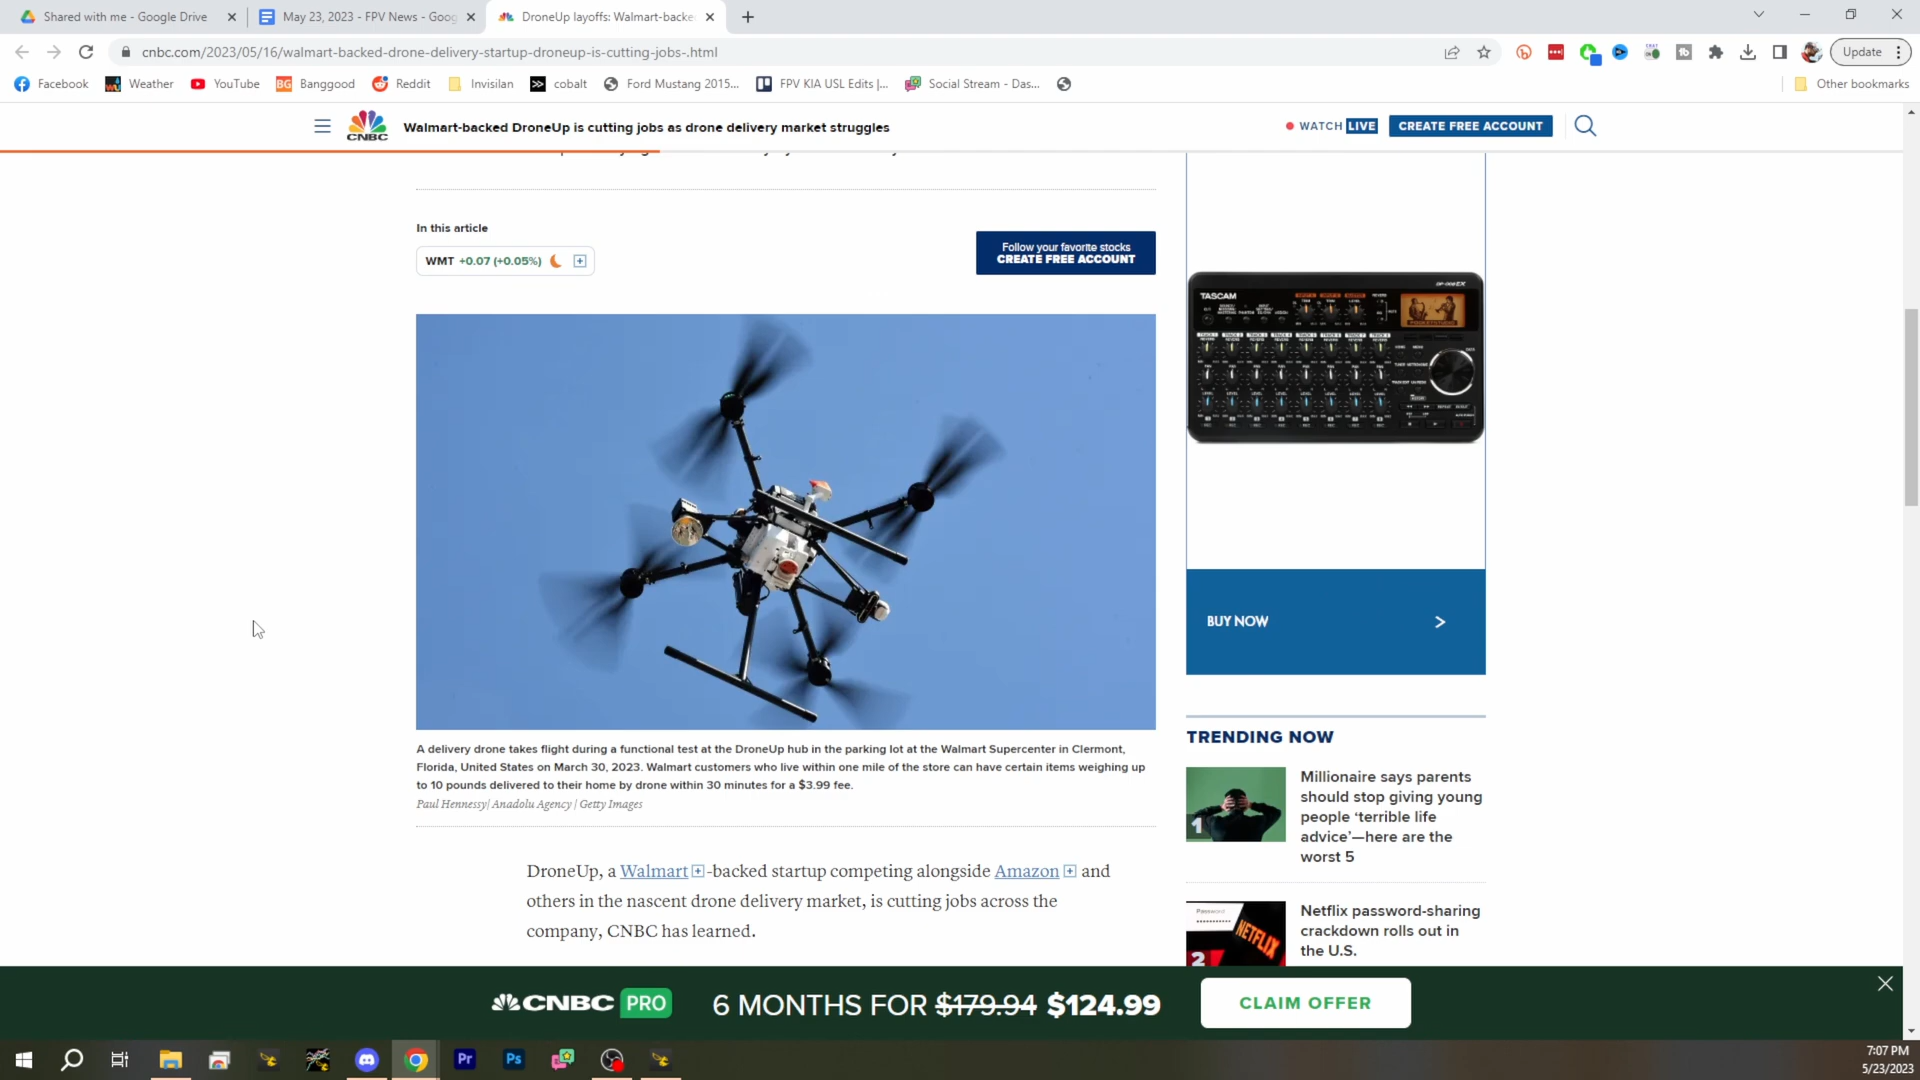 Shared with me - Google Drive
May 23, 2023 - FPV News - Goog
DroneUp layoffs: Walmart-backe
cnbc.com/2023/05/16/walmart-backed-drone-delivery-startup-droneup-is-cutting-jobs-.html
Update
Facebook
Weather
YouTube
BG Banggood
Reddit
Invisilan
cobalt
Ford Mustang 2015...
FPV KIA USL Edits |...
Social Stream - Das...
Other bookmarks
CNBC
Walmart-backed DroneUp is cutting jobs as drone delivery market struggles
WATCH LIVE
CREATE FREE ACCOUNT
In this article
WMT +0.07 (+0.05%)
Follow your favorite stocks
CREATE FREE ACCOUNT
TASCAM
BUY NOW
A delivery drone takes flight during a functional test at the DroneUp hub in the parking lot at the Walmart Supercenter in Clermont,
Florida, United States on March 30, 2023. Walmart customers who live within one mile of the store can have certain items weighing up
to 10 pounds delivered to their home by drone within 30 minutes for a $3.99 fee.
Paul Hennessy| Anadolu Agency | Getty Images
DroneUp, a Walmart-backed startup competing alongside Amazon and
others in the nascent drone delivery market, is cutting jobs across the
company, CNBC has learned.
TRENDING NOW
1
Millionaire says parents
should stop giving young
people ‘terrible life
advice’—here are the
worst 5
Password
NETFLIX
2
Netflix password-sharing
crackdown rolls out in
the U.S.
CNBC PRO
6 MONTHS FOR $179.94 $124.99
CLAIM OFFER
Pr
Ps
7:07 PM
5/23/2023